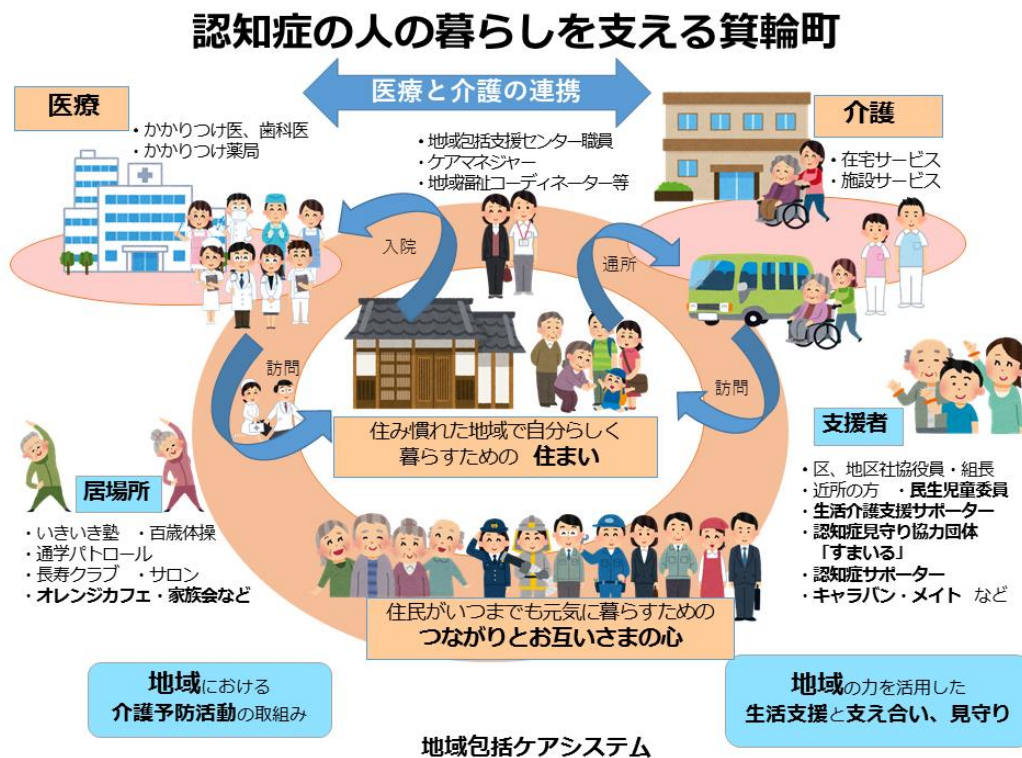 認知症の人の暮らしを支える箕輪町
医療と介護の連携
医療
・かかりつけ医、歯科医
・かかりつけ薬局
・地域包括支援センター職員
・ケアマネジャー
・地域福祉コーディネーター等
介護
・在宅サービス
・施設サービス
入院
通所
訪問
訪問
住み慣れた地域で自分らしく
暮らすための 住まい
居場所
・いきいき塾 ・百歳体操
・通学パトロール
・長寿クラブ ・サロン
・オレンジカフェ・家族会など
支援者
・区、地区社協役員・組長
・近所の方 ・民生児童委員
・生活介護支援サポーター
・認知症見守り協力団体
「すまいる」
・認知症サポーター
・キャラバン・メイト など
住民がいつまでも元気に暮らすための
つながりとお互いさまの心
地域における
介護予防活動の取組み
地域の力を活用した
生活支援と支え合い、見守り
地域包括ケアシステム